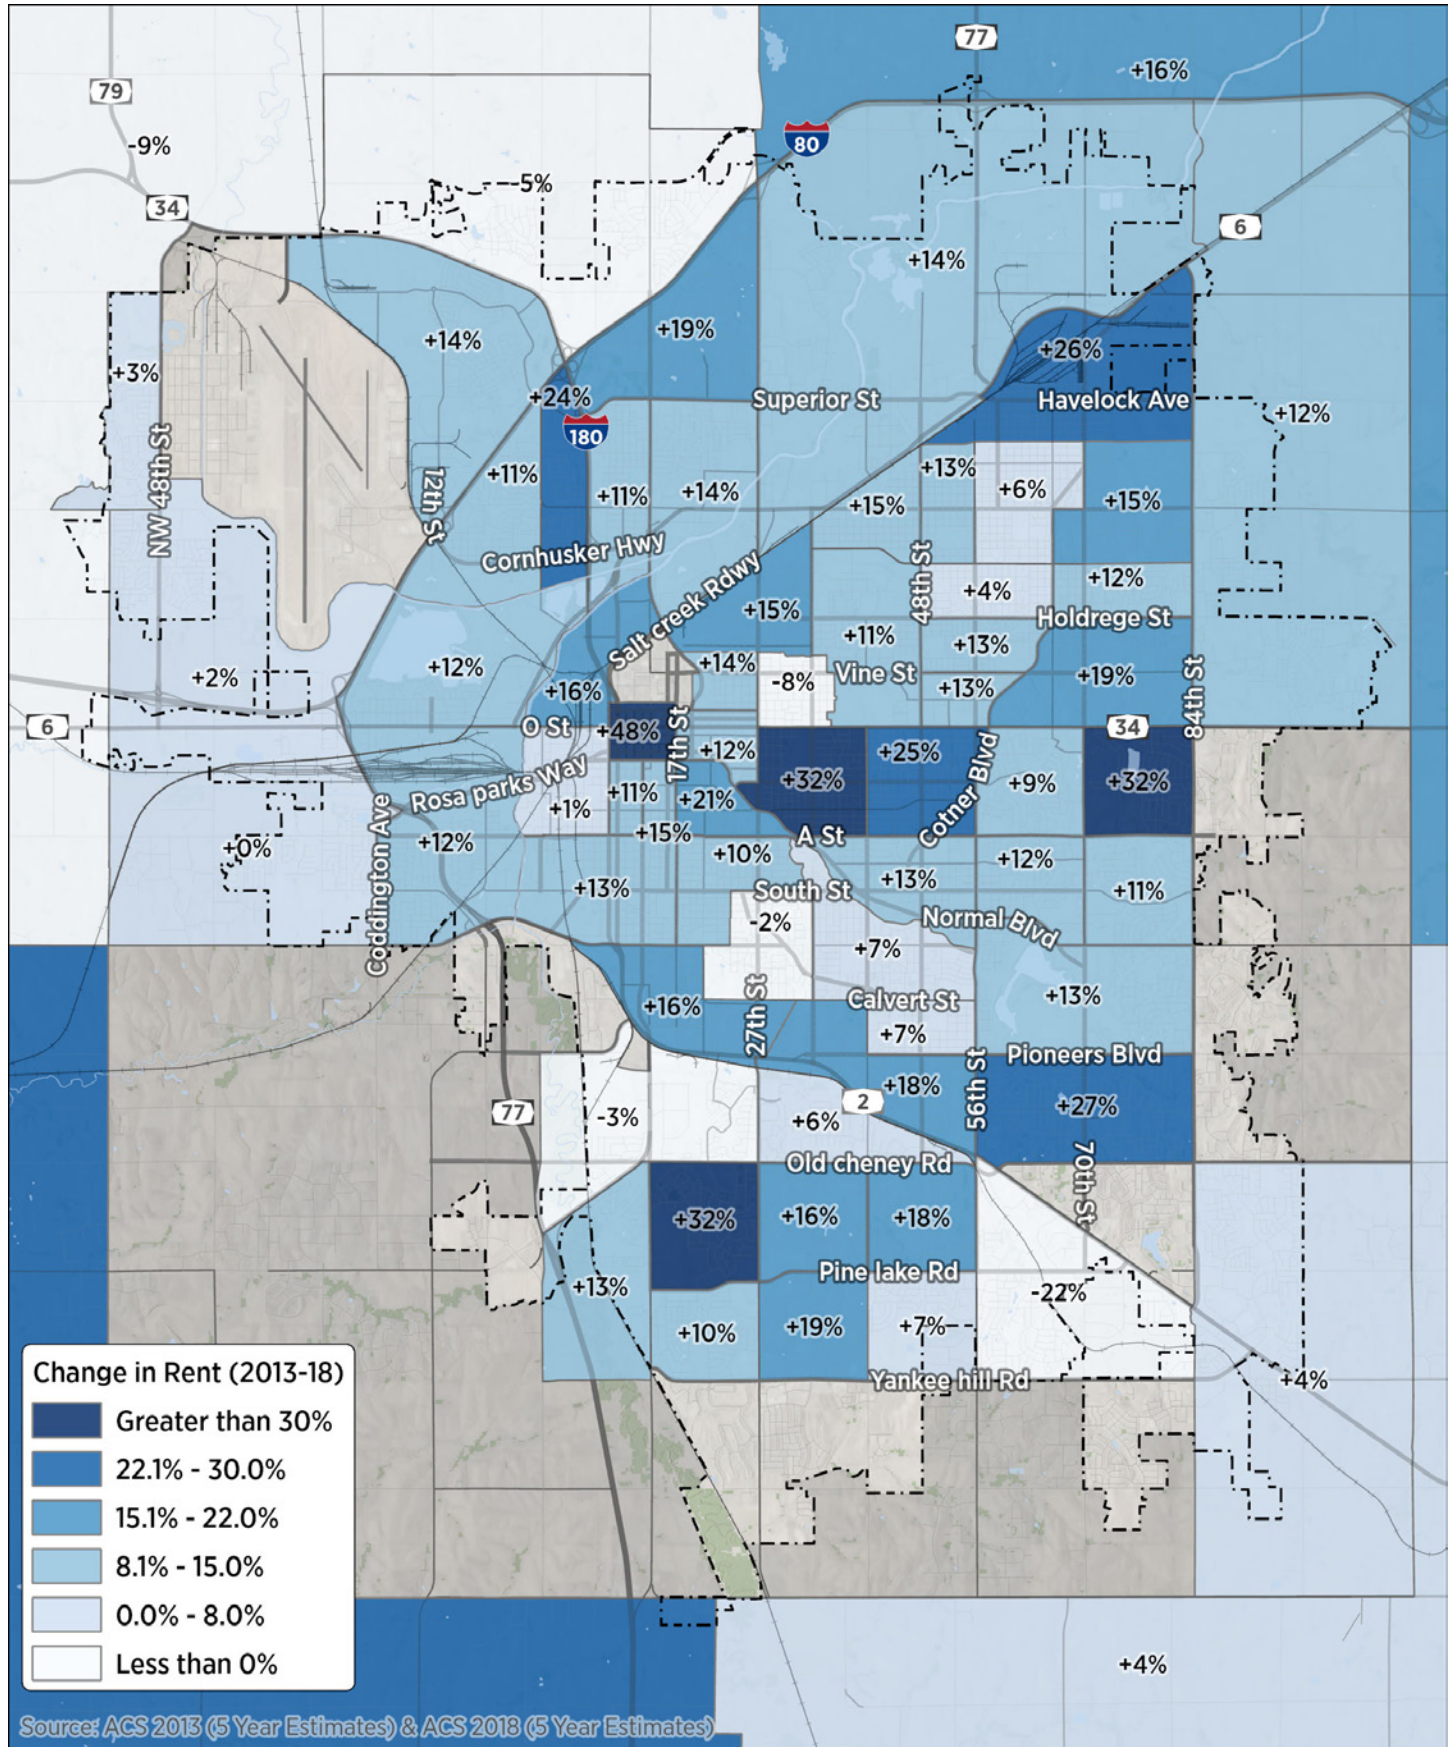 77
+16%
79
80
-9%
-5%
34
6
+14%
+19%
+14%
+26%
+3%
+24%
Superior St
Havelock Ave
+12%
180
NW 48th St
12th St
+11%
+11%
+14%
+13%
+6%
+15%
+15%
Cornhusker Hwy
Salt creek Rdwy
48th St
+4%
+12%
+15%
Holdrege St
+11%
+13%
+2%
+12%
+16%
+14%
-8%
Vine St
+13%
+19%
84th St
6
O St
+48%
17th St
+12%
+25%
34
Rosa parks Way
+1%
+11%
+21%
+32%
Cotner Blvd
+9%
+32%
+0%
Coddington Ave
+12%
+15%
A St
+10%
+12%
+13%
South St
+13%
+11%
-2%
Normal Blvd
+7%
+16%
27th St
Calvert St
+13%
+7%
56th St
Pioneers Blvd
77
-3%
+6%
2
+18%
+27%
Old cheney Rd
70th St
+32%
+16%
+18%
Pine lake Rd
+13%
-22%
+10%
+19%
+7%
Yankee hill Rd
+4%
Change in Rent (2013-18)
Greater than 30%
22.1% - 30.0%
15.1% - 22.0%
8.1% - 15.0%
0.0% - 8.0%
Less than 0%
+4%
Source: ACS 2013 (5 Year Estimates) & ACS 2018 (5 Year Estimates)